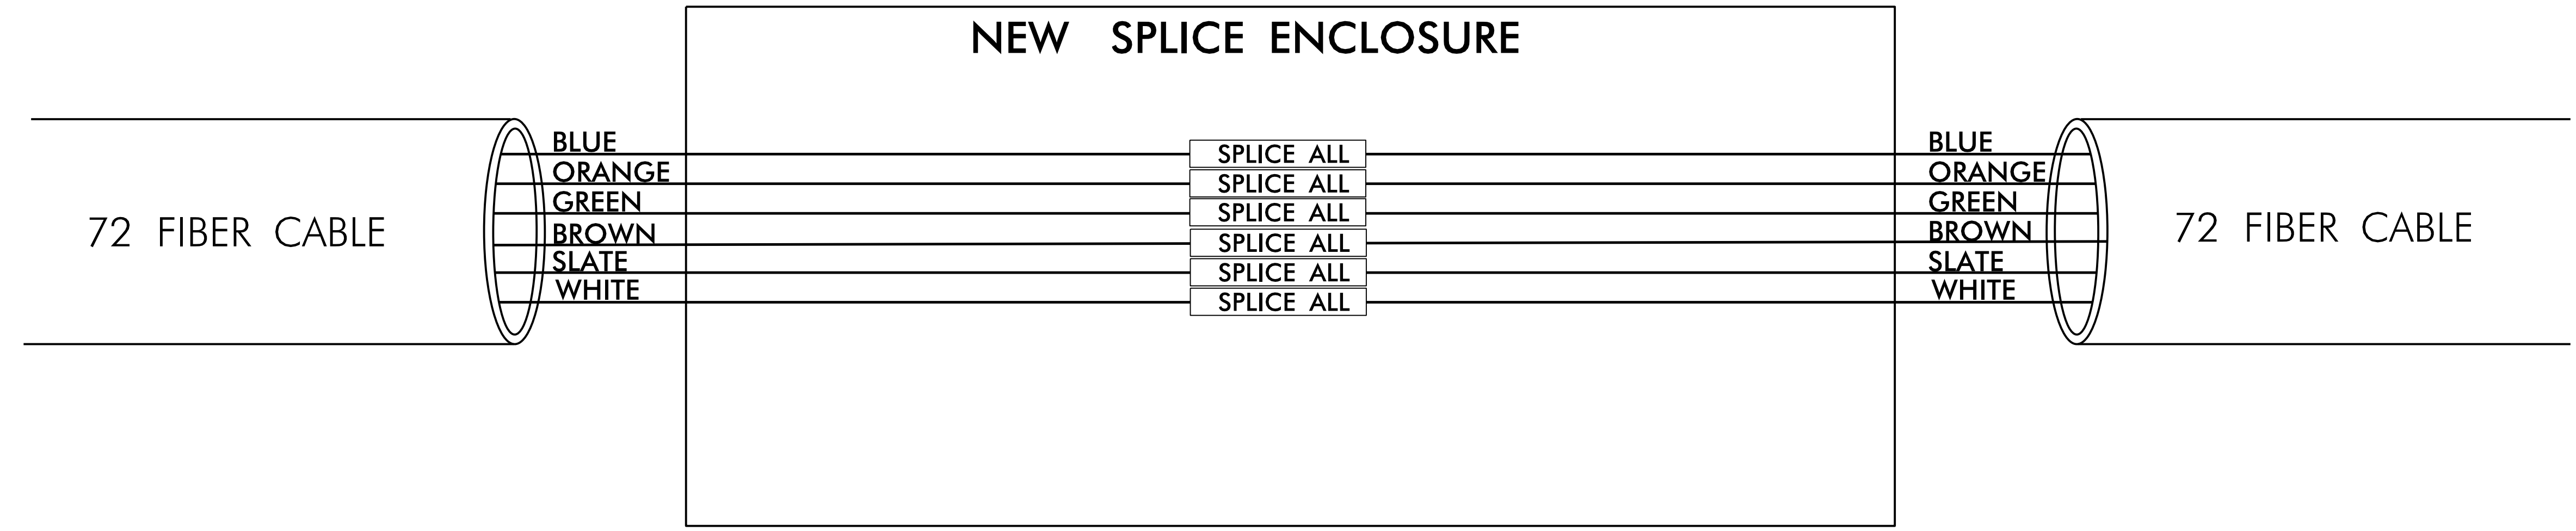 NEW SPLICE ENCLOSURE
BLUE SPLICE ALL BLUE
ORANGE SPLICE ALL ORANGE
GREEN SPLICE ALL GREEN
72 FIBER CABLE
72 FIBER CABLE
BROWN SPLICE ALL BROWN
SLATE SPLICE ALL SLATE
WHITE SPLICE ALL WHITE